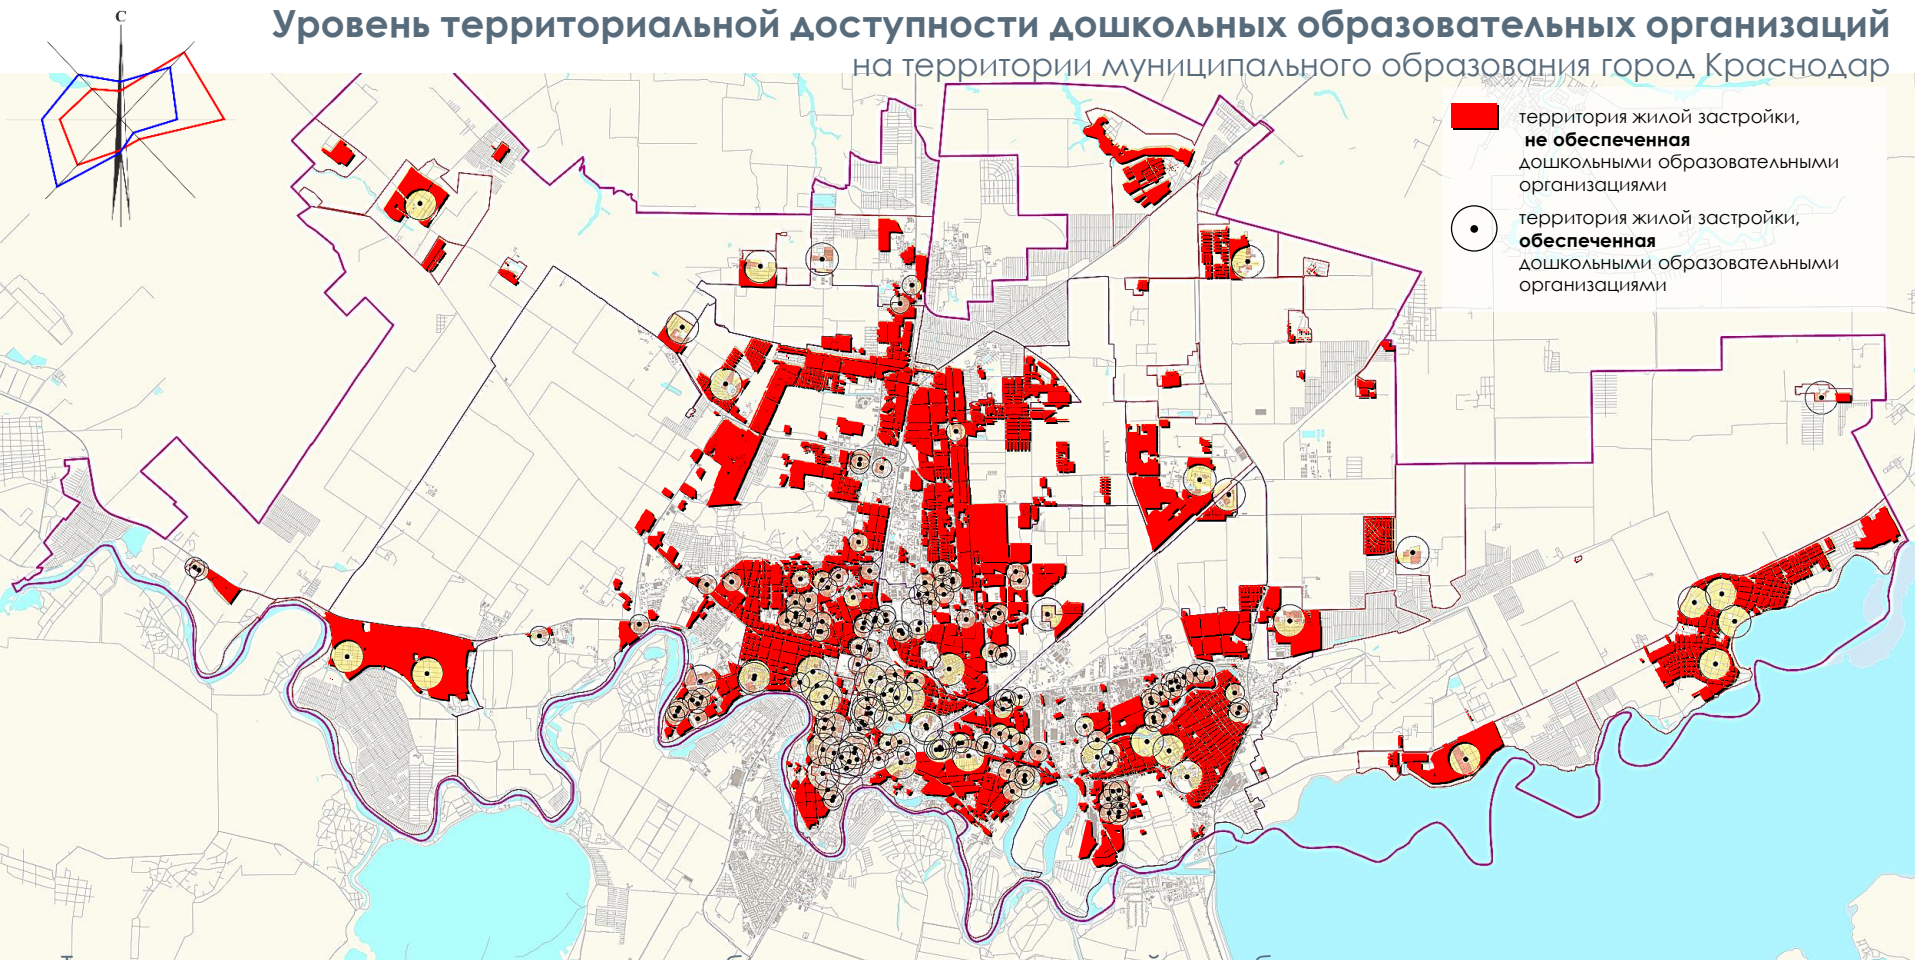 С
Уровень территориальной доступности дошкольных образовательных организаций
на территории муниципального образования город Краснодар
территория жилой застройки,
не обеспеченная
дошкольными образовательными
организациями
территория жилой застройки,
обеспеченная
дошкольными образовательными
организациями